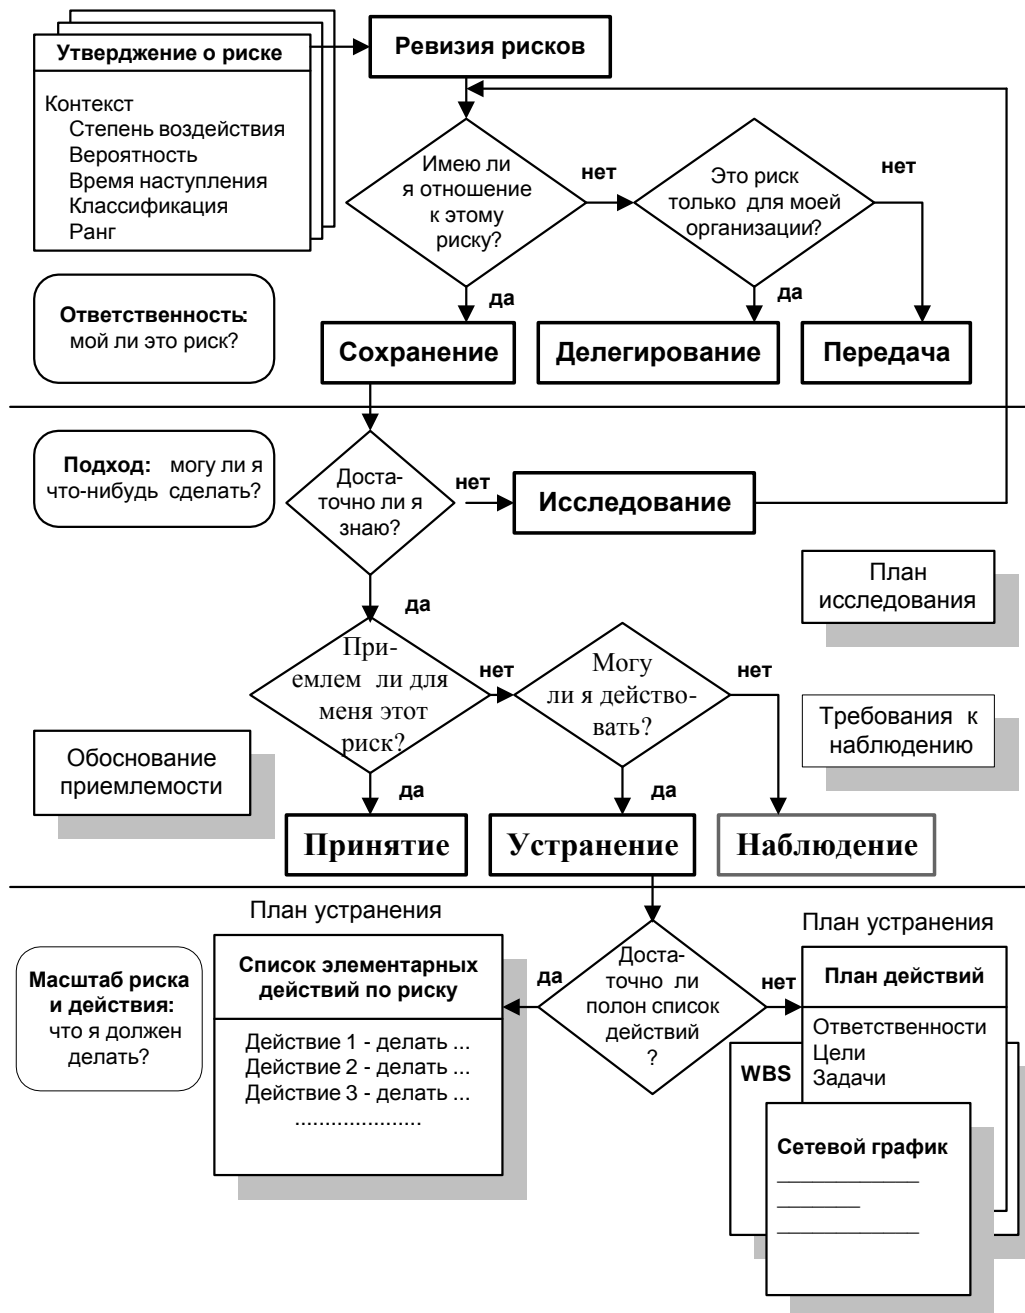 Утверджение о риске
Контекст
Степень воздействия
Вероятность
Время наступления
Классификация
Ранг
Ревизия рисков
Имею ли
я отношение
к этому
риску?
нет
Это риск
только для моей
организации?
нет
да
да
Ответственность:
мой ли это риск?
Сохранение
Делегирование
Передача
Подход: могу ли я
что-нибудь сделать?
Доста-
точно ли я
знаю?
нет
Исследование
да
План
исследования
При-
емлем ли для
меня этот
риск?
нет
Могу
ли я действо-
вать?
нет
Требования к
наблюдению
Обоснование
приемлемости
да
да
Принятие
Устранение
Наблюдение
План устранения
План устранения
Масштаб риска
и действия:
что я должен
делать?
Список элементарных
действий по риску
Действие 1 - делать ...
Действие 2 - делать ...
Действие 3 - делать ...
.....................
да
Доста-
точно ли
полон список
действий
?
нет
План действий
Ответственности
Цели
Задачи
WBS
Сетевой график